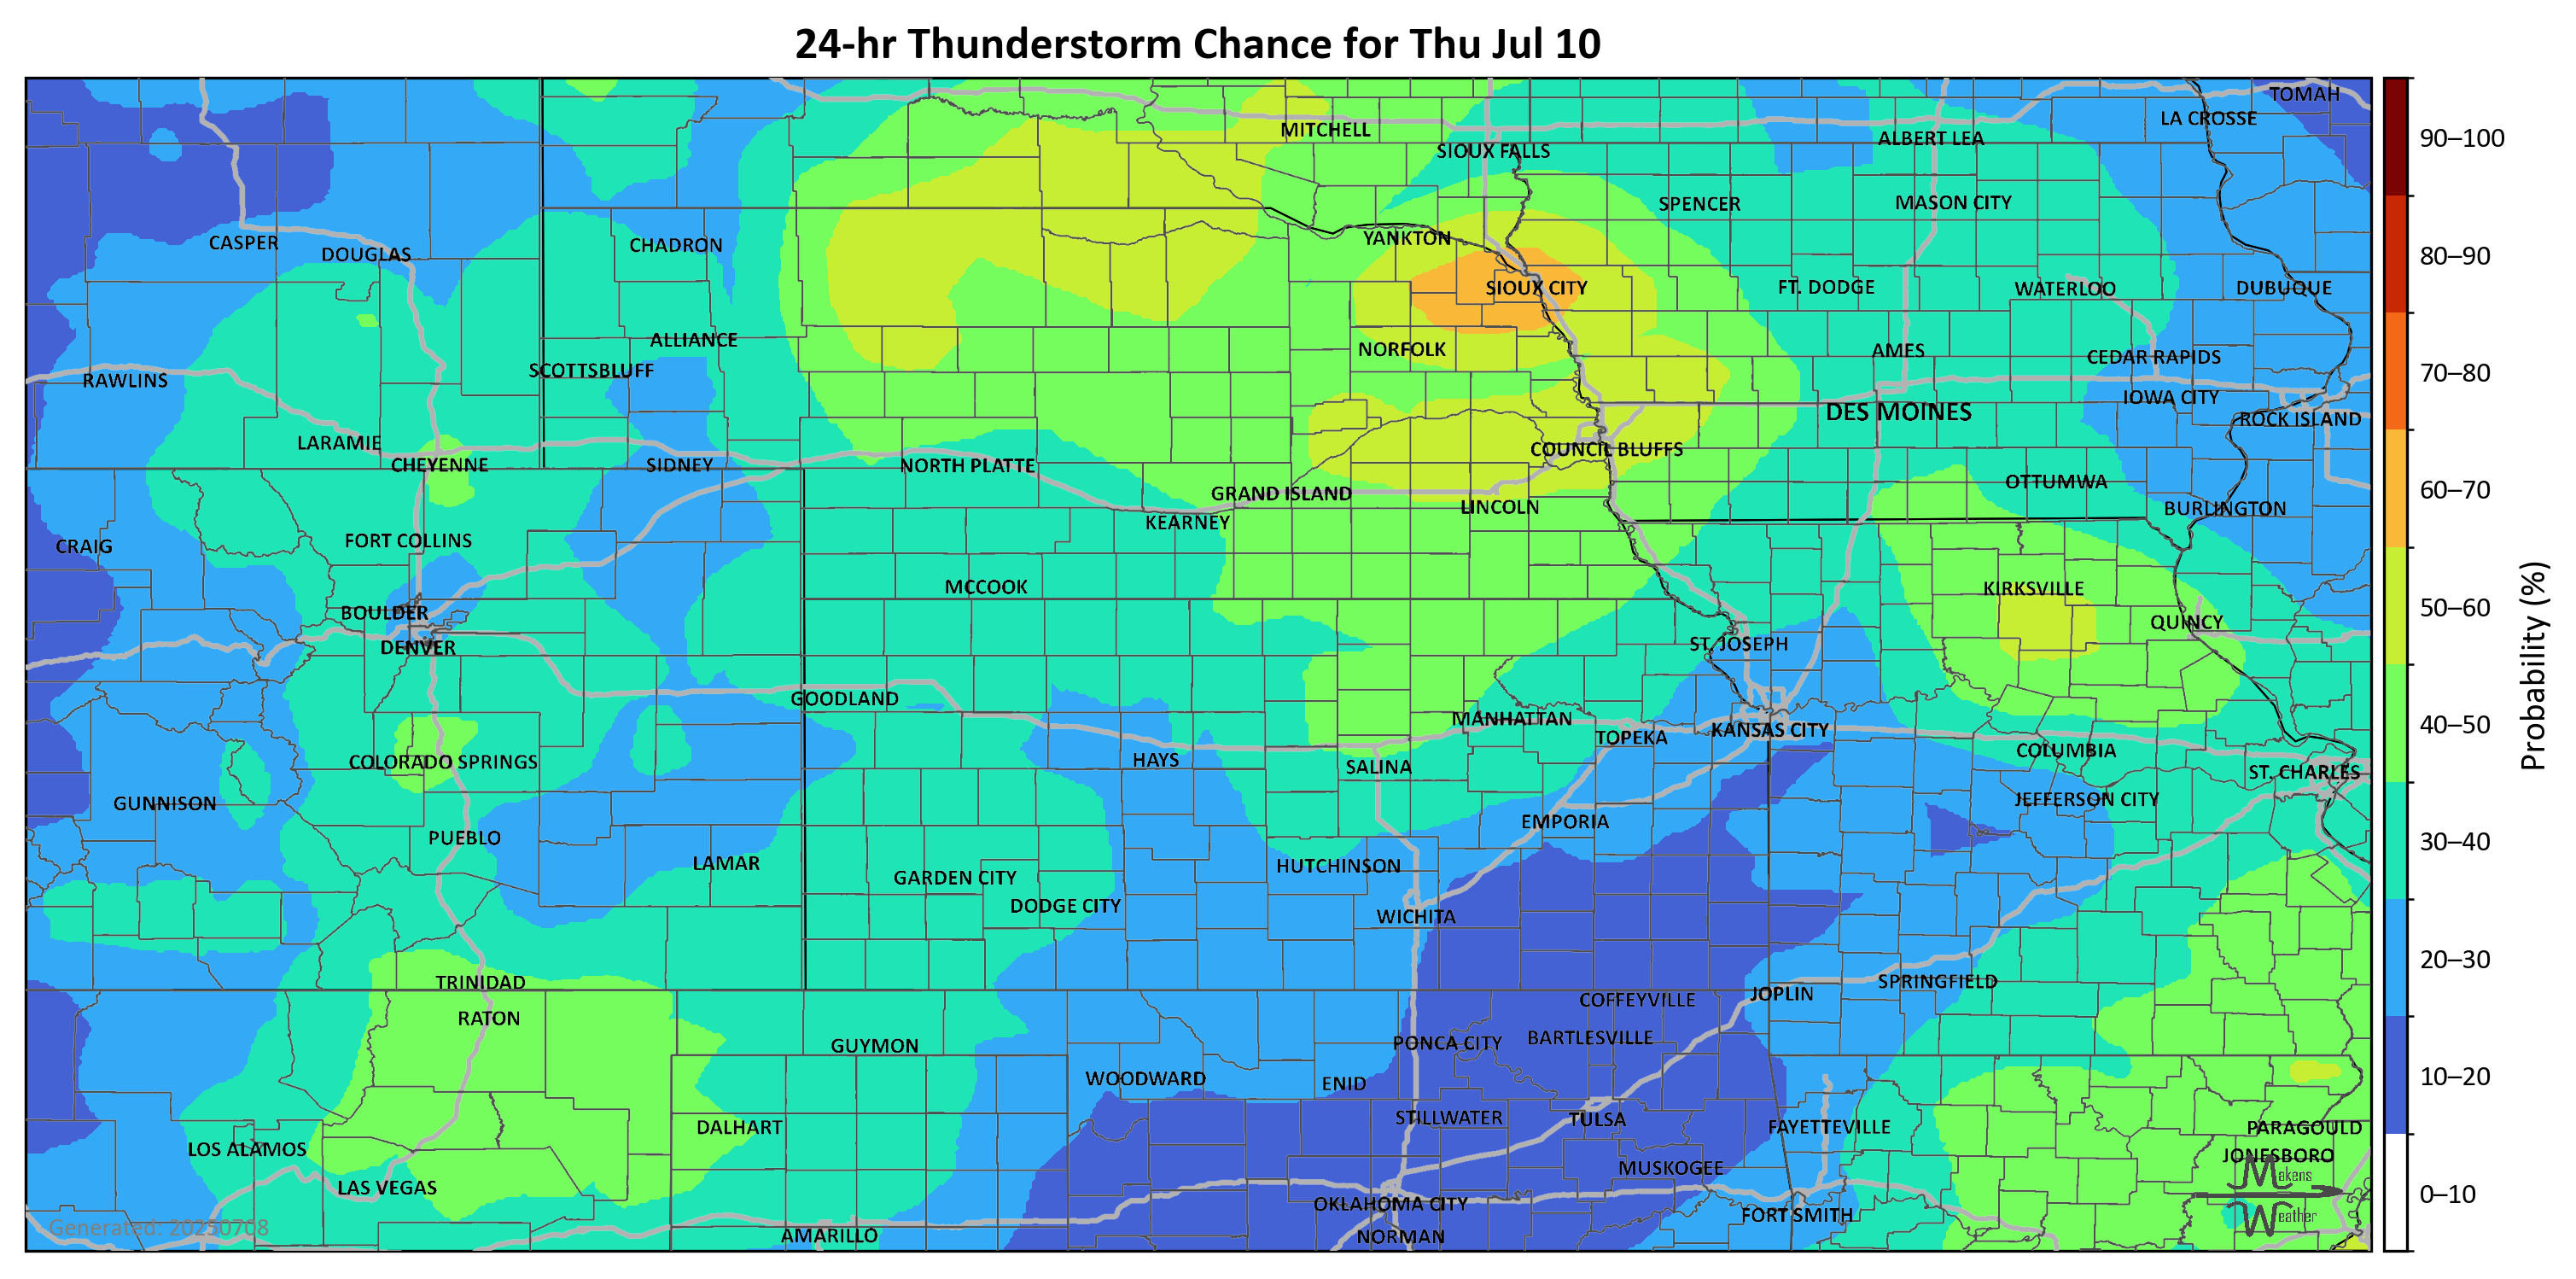 24-hr Thunderstorm Chance for Thu Jul 10
TOMAH
LA CROSSE
MITCHELL
ALBERT LEA
SIOUX FALLS
SPENCER
MASON CITY
CASPER
DOUGLAS
CHADRON
YANKTON
SIOUX CITY
FT. DODGE
WATERLOO
DUBUQUE
ALLIANCE
NORFOLK
AMES
CEDAR RAPIDS
RAWLINS
SCOTTSBLUFF
IOWA CITY
DES MOINES
ROCK ISLAND
LARAMIE
COUNCIL BLUFFS
CHEYENNE
SIDNEY
NORTH PLATTE
OTTUMWA
GRAND ISLAND
LINCOLN
BURLINGTON
KEARNEY
CRAIG
FORT COLLINS
MCCOOK
KIRKSVILLE
BOULDER
QUINCY
DENVER
ST. JOSEPH
GOODLAND
MANHATTAN
TOPEKA
KANSAS CITY
COLUMBIA
COLORADO SPRINGS
HAYS
SALINA
ST. CHARLES
GUNNISON
JEFFERSON CITY
PUEBLO
EMPORIA
LAMAR
HUTCHINSON
GARDEN CITY
DODGE CITY
WICHITA
TRINIDAD
SPRINGFIELD
JOPLIN
COFFEYVILLE
RATON
GUYMON
PONCA CITY
BARTLESVILLE
WOODWARD
ENID
STILLWATER
TULSA
DALHART
FAYETTEVILLE
PARAGOULD
LOS ALAMOS
JONESBORO
MUSKOGEE
LAS VEGAS
OKLAHOMA CITY
FORT SMITH
AMARILLO
NORMAN
Generated: 20250708
Makens
Weather
90–100
80–90
70–80
60–70
50–60
40–50
30–40
20–30
10–20
0–10
Probability (%)